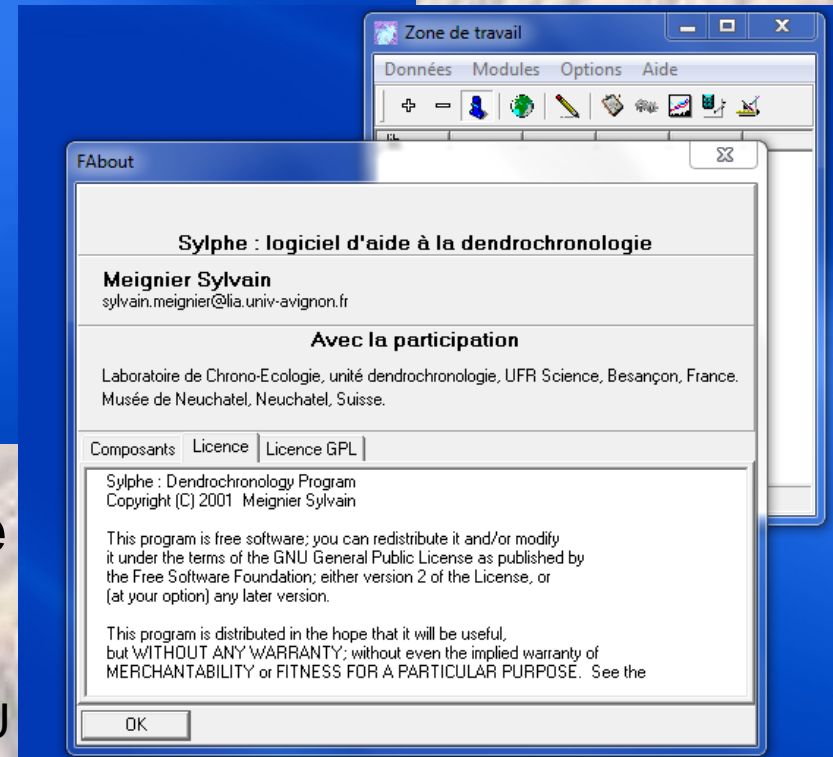 Zone de travail
Données Modules Options Aide
FAbout
Sylphe : logiciel d'aide à la dendrochronologie
Meignier Sylvain
sylvain.meignier@lia.univ-avignon.fr
Avec la participation
Laboratoire de Chrono-Ecologie, unité dendrochronologie, UFR Science, Besançon, France.
Musée de Neuchatel, Neuchatel, Suisse.
Composants Licence Licence GPL
Sylphe : Dendrochronology Program
Copyright (C) 2001 Meignier Sylvain
This program is free software; you can redistribute it and/or modify
it under the terms of the GNU General Public License as published by
the Free Software Foundation; either version 2 of the License, or
(at your option) any later version.
This program is distributed in the hope that it will be useful,
but WITHOUT ANY WARRANTY; without even the implied warranty of
MERCHANTABILITY or FITNESS FOR A PARTICULAR PURPOSE. See the
OK